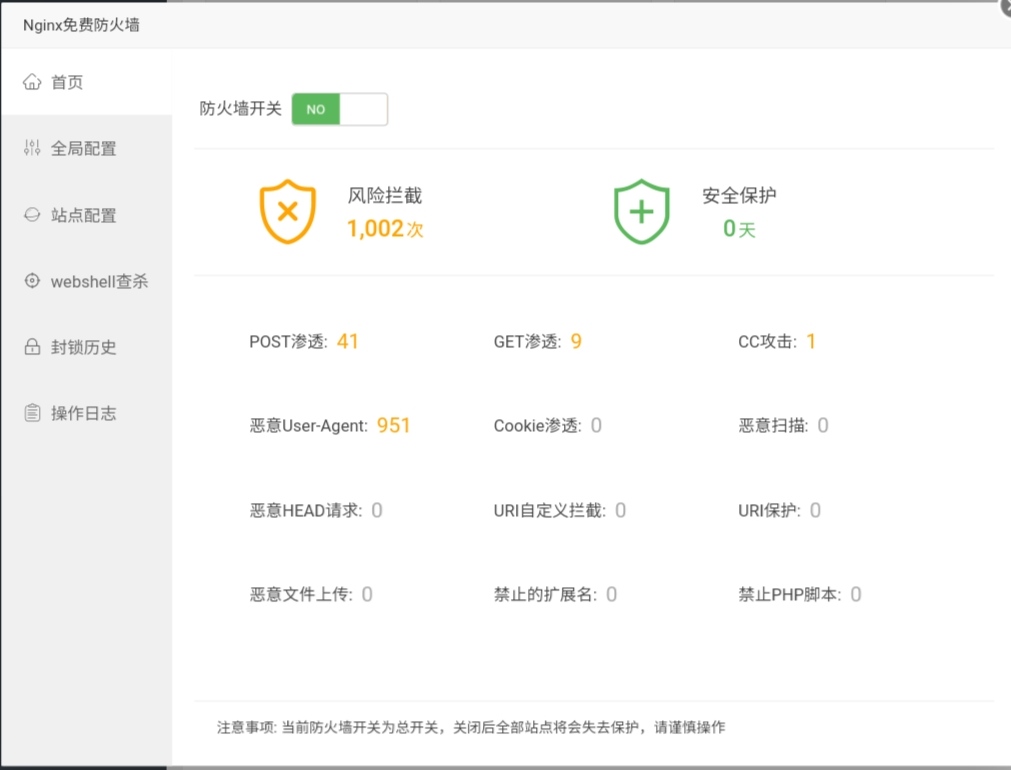 Nginx免费防火墙
首页
全局配置
站点配置
webshell查杀
封锁历史
操作日志
防火墙开关 NO
风险拦截
1,002次
安全保护
0天
POST渗透: 41 GET渗透: 9 CC攻击: 1
恶意User-Agent: 951 Cookie渗透: 0 恶意扫描: 0
恶意HEAD请求: 0 URI自定义拦截: 0 URI保护: 0
恶意文件上传: 0 禁止的扩展名: 0 禁止PHP脚本: 0
注意事项: 当前防火墙开关为总开关，关闭后全部站点将会失去保护，请谨慎操作